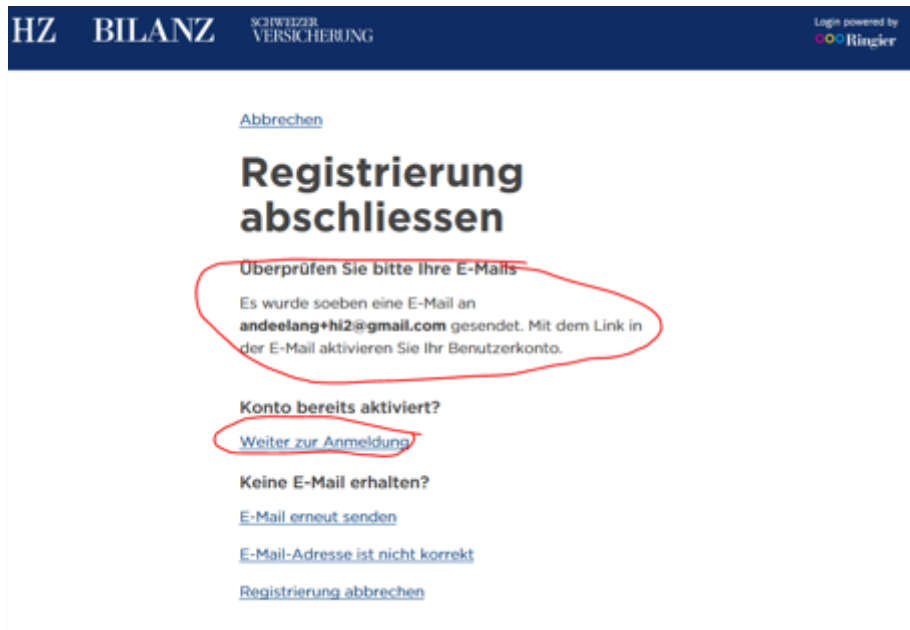 HZ BILANZ SCHWEIZER VERSICHERUNG
Login powered by
Ringier
Abbrechen
Registrierung
abschliessen
Überprüfen Sie bitte Ihre E-Mails
Es wurde soeben eine E-Mail an
andeelang+hi2@gmail.com gesendet. Mit dem Link in
der E-Mail aktivieren Sie Ihr Benutzerkonto.
Konto bereits aktiviert?
Weiter zur Anmeldung
Keine E-Mail erhalten?
E-Mail erneut senden
E-Mail-Adresse ist nicht korrekt
Registrierung abbrechen